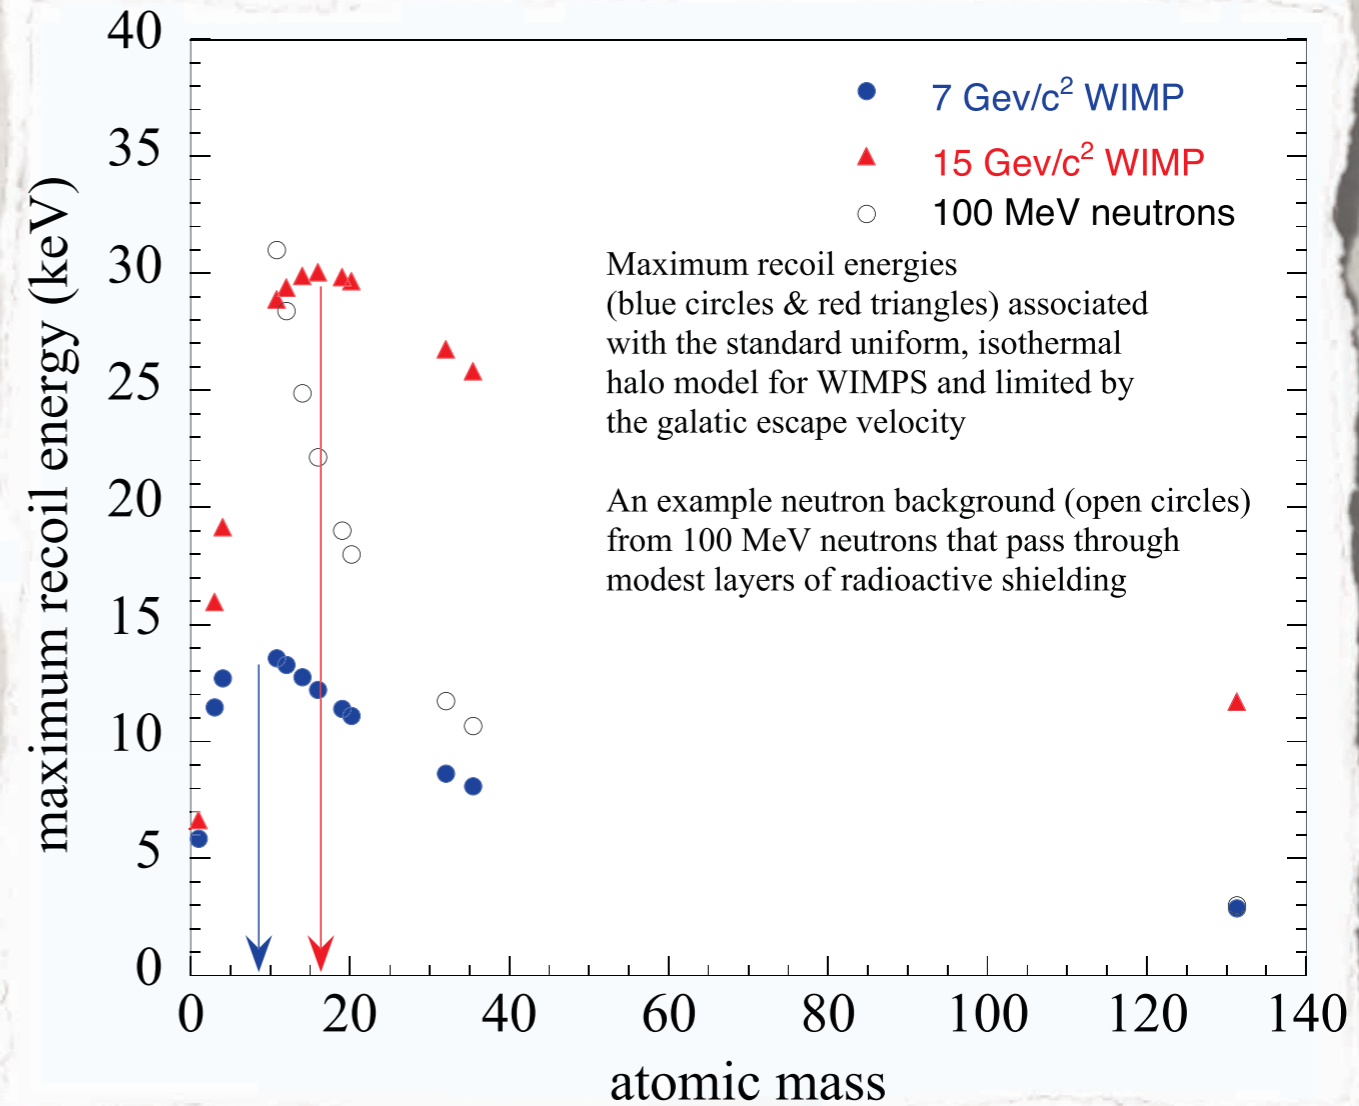 40
35
30
25
20
15
10
5
0
maximum recoil energy (keV)
7 Gev/c² WIMP
15 Gev/c² WIMP
100 MeV neutrons
Maximum recoil energies
(blue circles & red triangles) associated
with the standard uniform, isothermal
halo model for WIMPS and limited by
the galactic escape velocity
An example neutron background (open circles)
from 100 MeV neutrons that pass through
modest layers of radioactive shielding
0 20 40 60 80 100 120 140
atomic mass